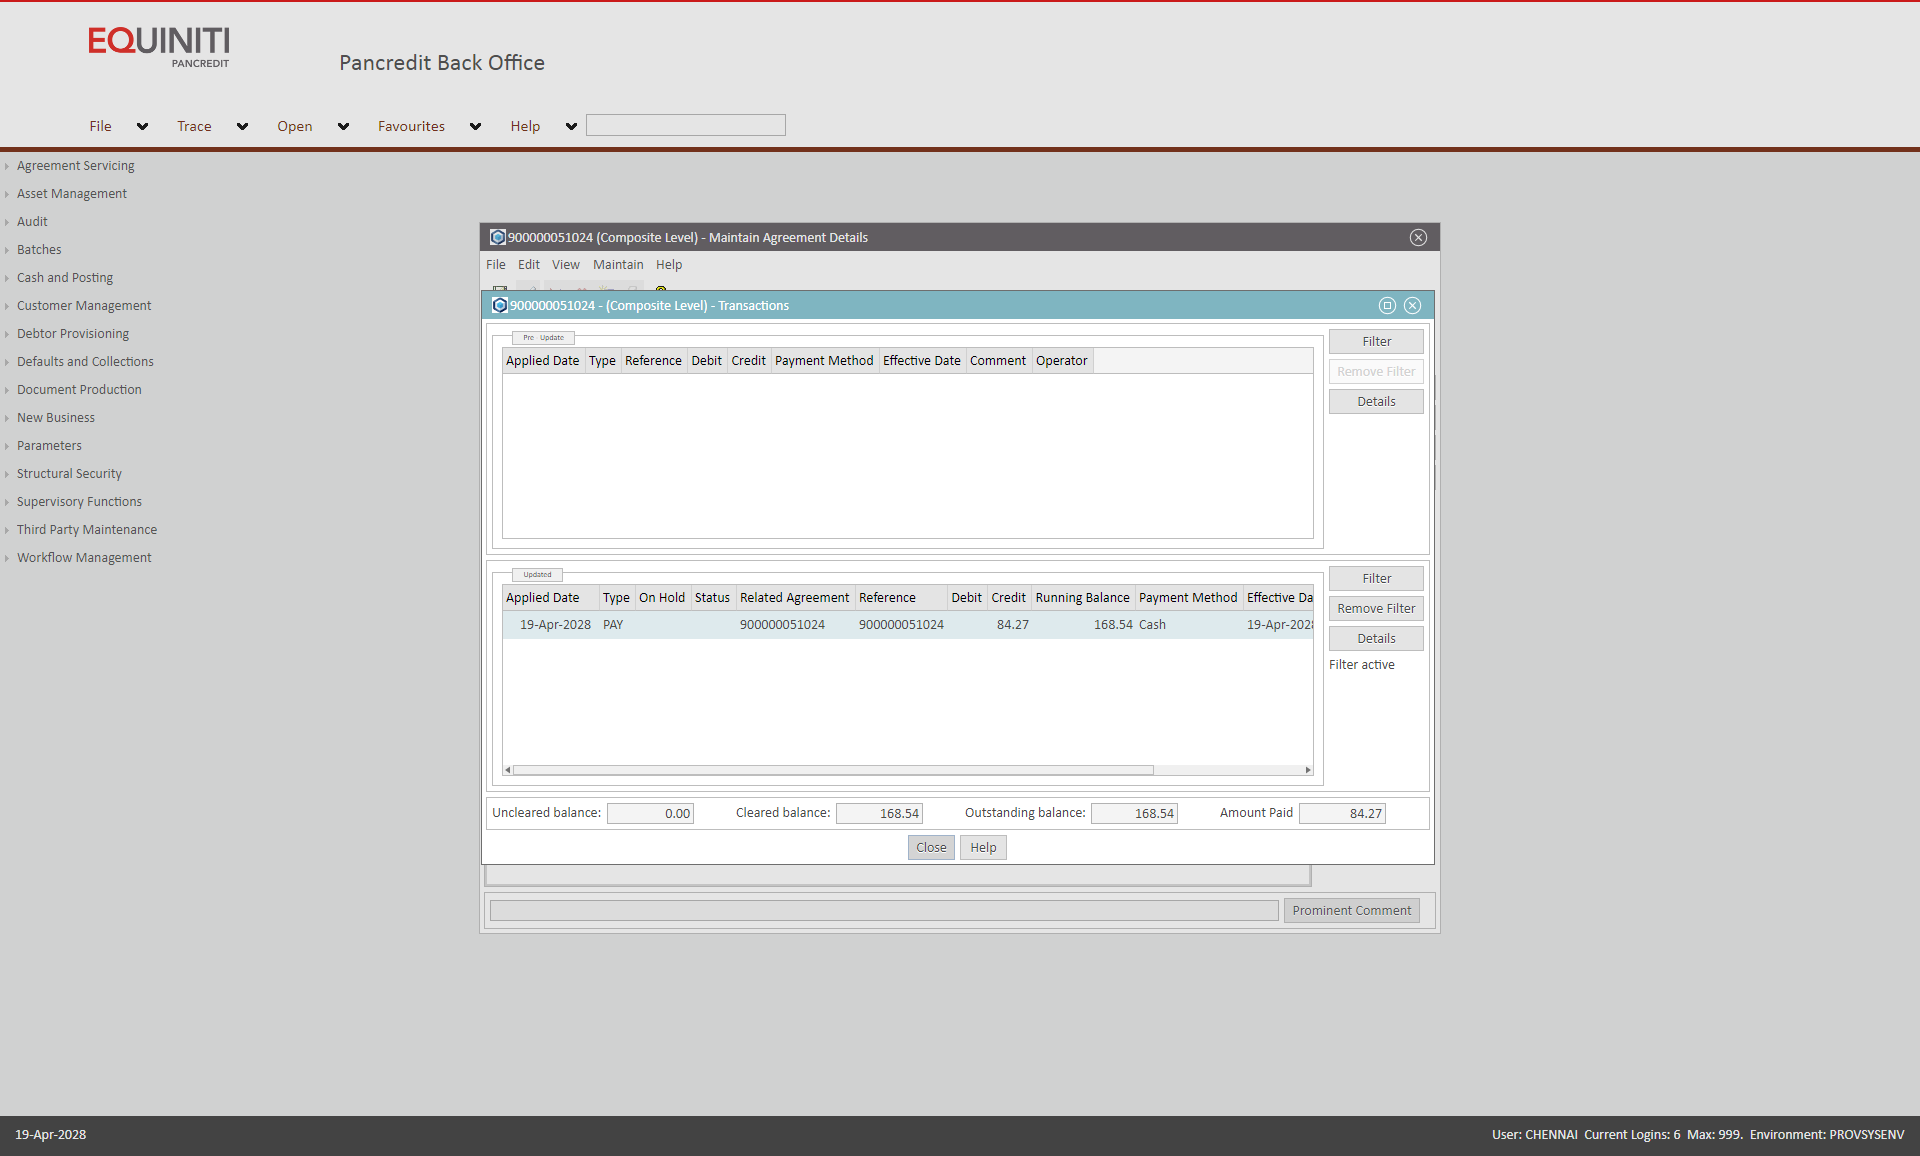 EQUINITI
PANCREDIT
Pancredit Back Office
File Trace Open Favourites Help
Agreement Servicing
Asset Management
Audit
Batches
Cash and Posting
Customer Management
Debtor Provisioning
Defaults and Collections
Document Production
New Business
Parameters
Structural Security
Supervisory Functions
Third Party Maintenance
Workflow Management
900000051024 (Composite Level) - Maintain Agreement Details
File Edit View Maintain Help
900000051024 - (Composite Level) - Transactions
Pre - Update
Applied Date Type Reference Debit Credit Payment Method Effective Date Comment Operator
Filter
Remove Filter
Details
Updated
Applied Date Type On Hold Status Related Agreement Reference Debit Credit Running Balance Payment Method Effective Da
19-Apr-2028 PAY 900000051024 900000051024 84.27 168.54 Cash 19-Apr-2028
Filter
Remove Filter
Details
Filter active
Uncleared balance: 0.00 Cleared balance: 168.54 Outstanding balance: 168.54 Amount Paid 84.27
Close Help
Prominent Comment
19-Apr-2028
User: CHENNAI Current Logins: 6 Max: 999. Environment: PROVSYSENV